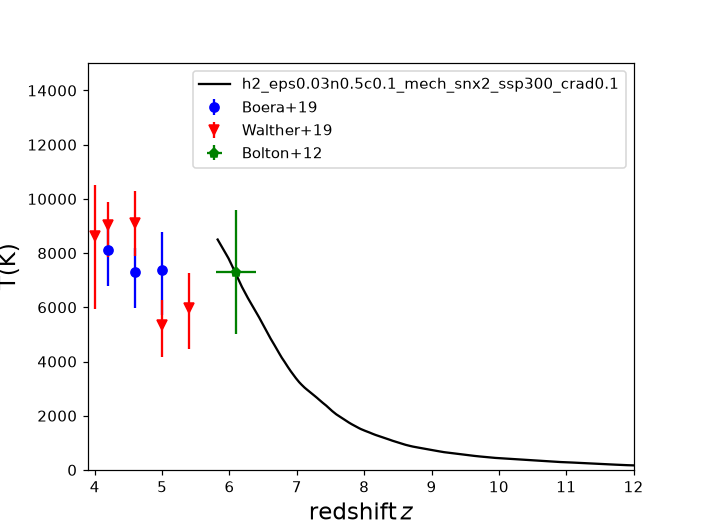 h2_eps0.03n0.5c0.1_mech_snx2_ssp300_crad0.1
Boera+19
Walther+19
Bolton+12
T(K)
14000
12000
10000
8000
6000
4000
2000
0
4 5 6 7 8 9 10 11 12
redshift z